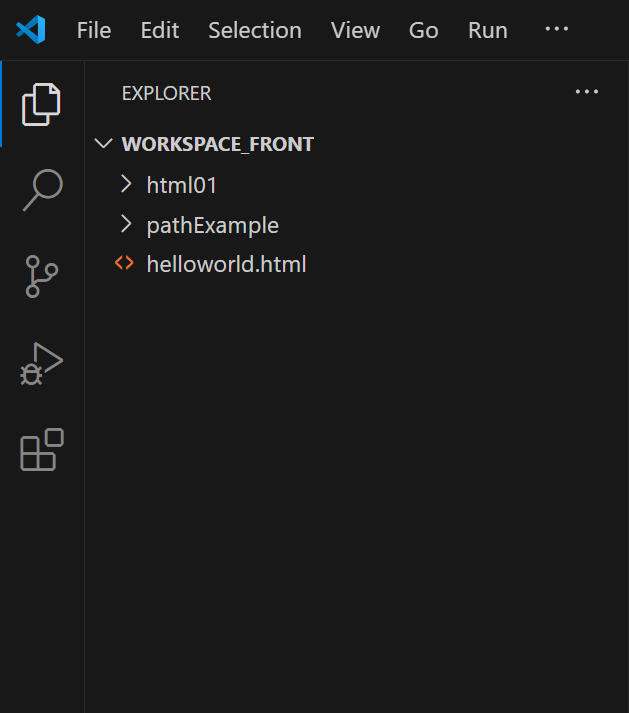 File Edit Selection View Go Run ...
EXPLORER ...
WORKSPACE_FRONT
html01
pathExample
helloworld.html